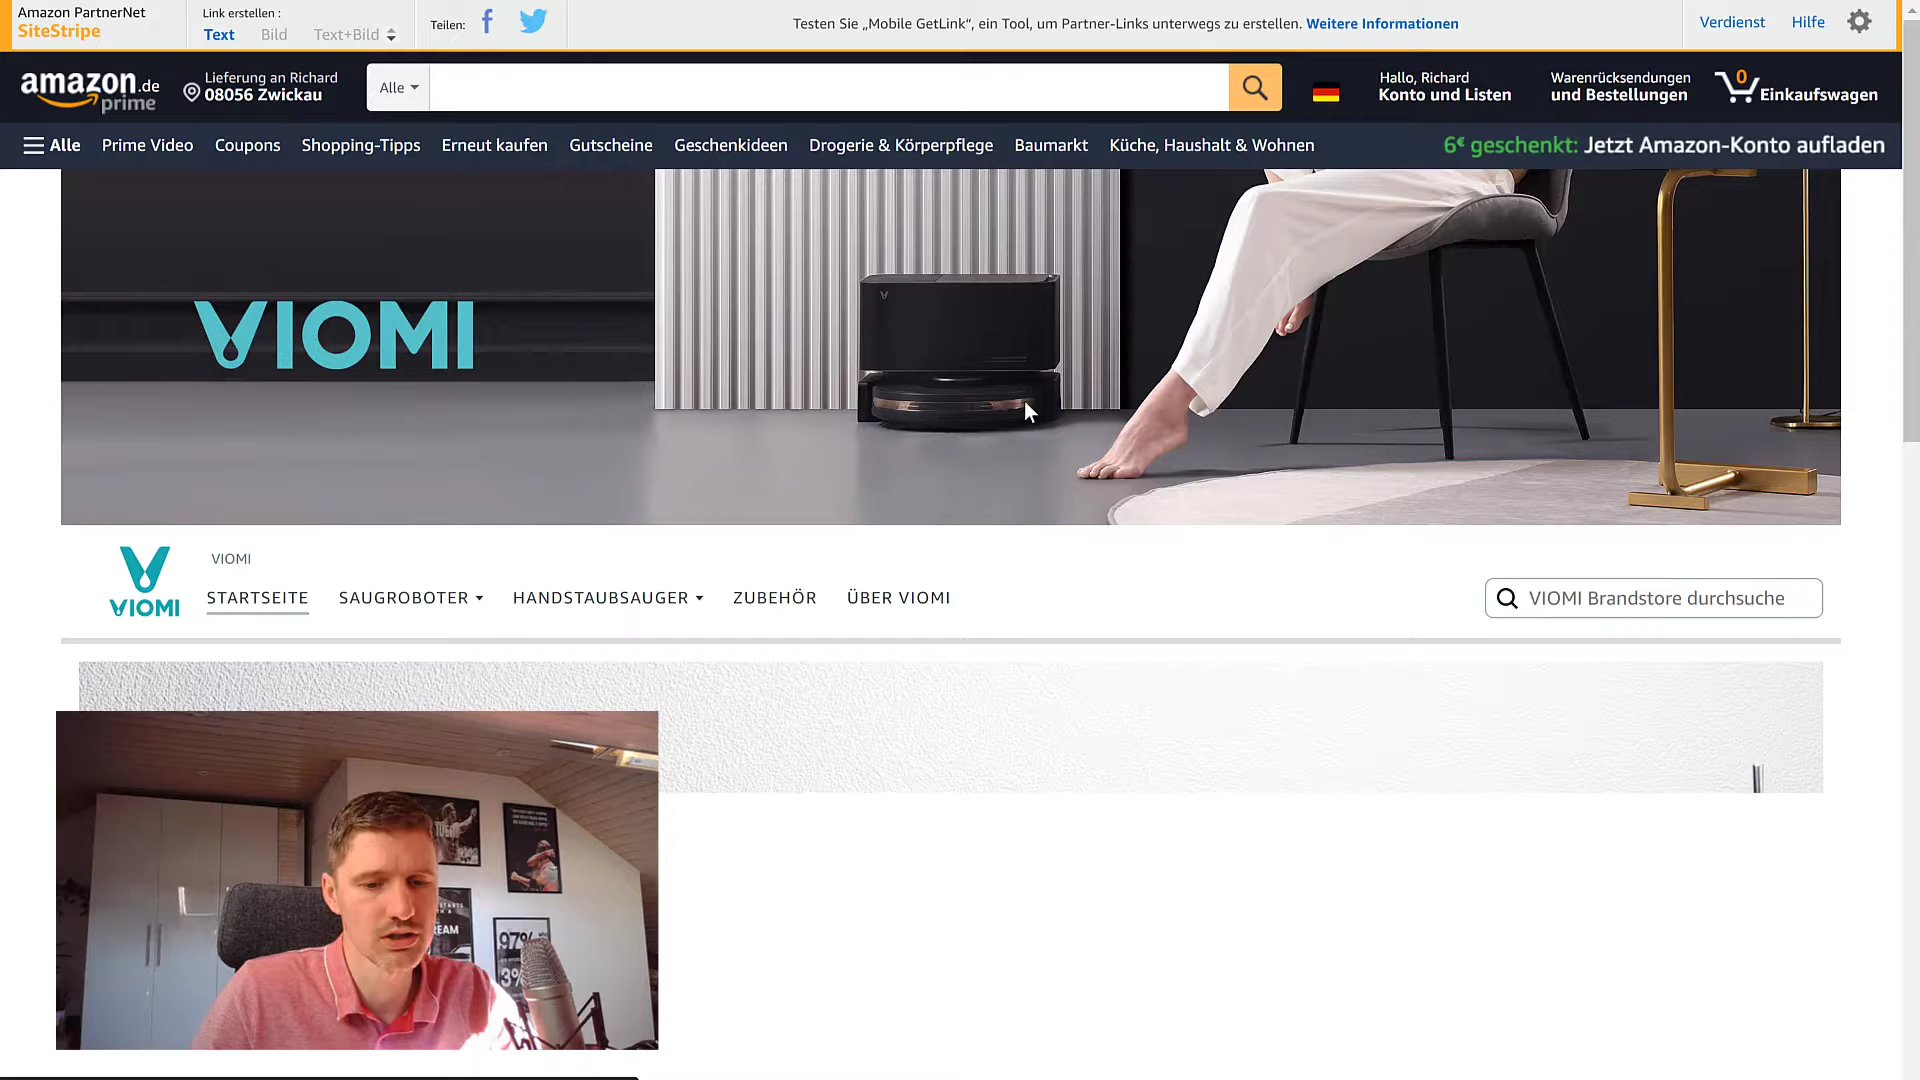 Amazon PartnerNet
SiteStripe
Link erstellen :
Text Bild Text+Bild
Teilen:
Testen Sie „Mobile GetLink“, ein Tool, um Partner-Links unterwegs zu erstellen. Weitere Informationen
Verdienst Hilfe
amazon.de
prime
Lieferung an Richard
08056 Zwickau
Alle
Hallo, Richard
Konto und Listen
Warenrücksendungen
und Bestellungen
0
Einkaufswagen
Alle Prime Video Coupons Shopping-Tipps Erneut kaufen Gutscheine Geschenkideen Drogerie & Körperpflege Baumarkt Küche, Haushalt & Wohnen
6€ geschenkt: Jetzt Amazon-Konto aufladen
VIOMI
VIOMI
VIOMI
STARTSEITE SAUGROBOTER HANDSTAUBSAUGER ZUBEHÖR ÜBER VIOMI
VIOMI Brandstore durchsuche
97%
3%